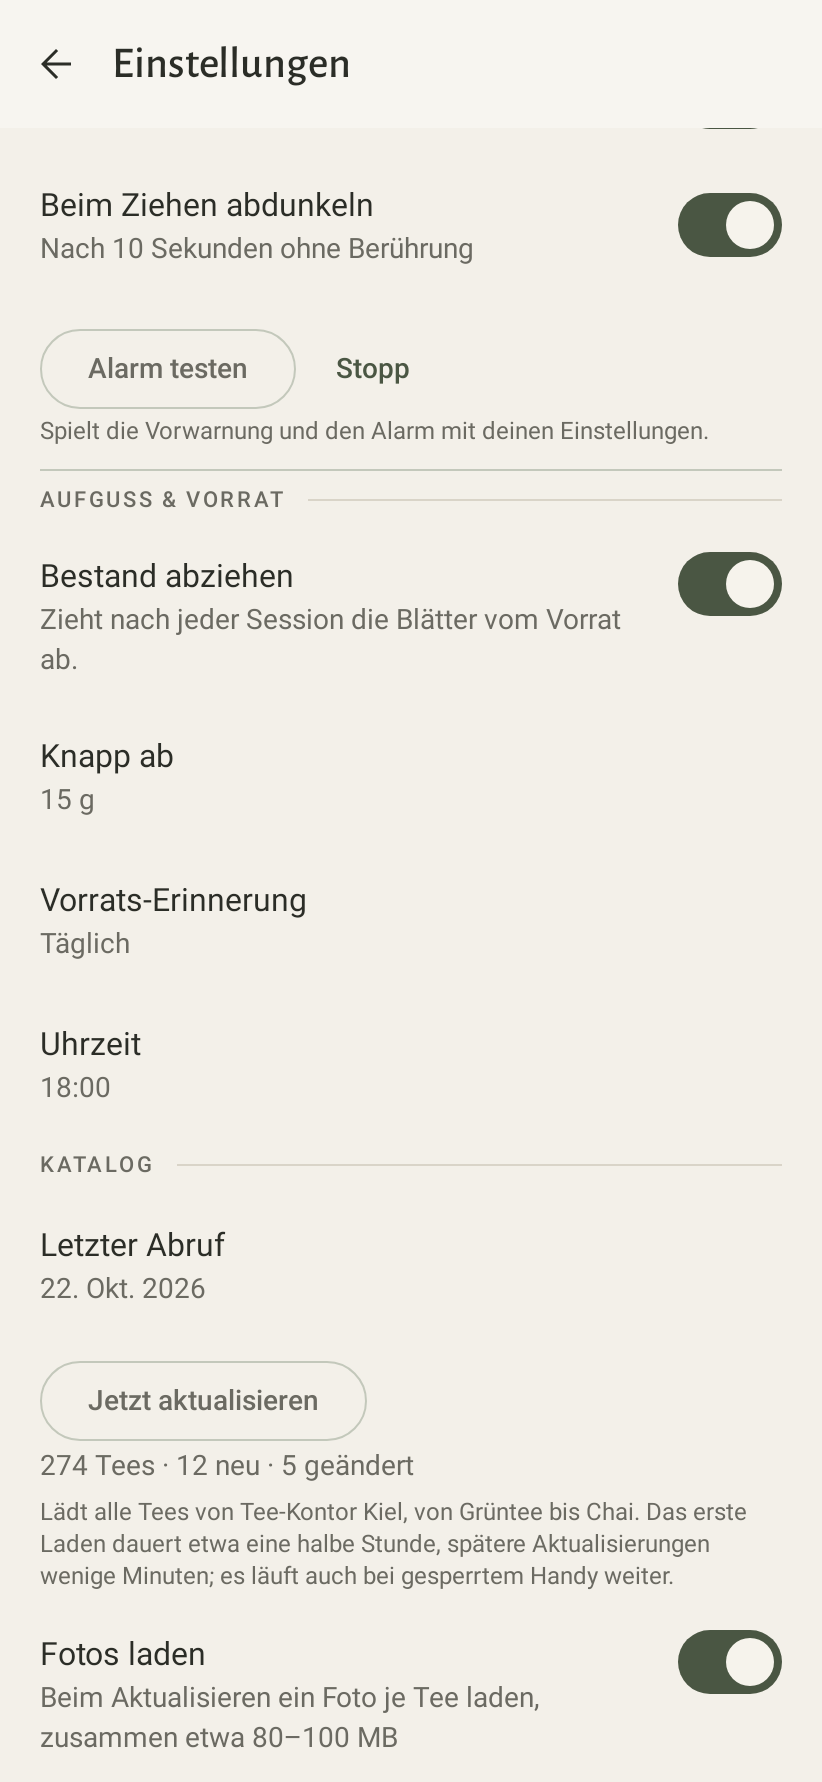 Einstellungen
Beim Ziehen abdunkeln
Nach 10 Sekunden ohne Berührung
Alarm testen
Stopp
Spielt die Vorwarnung und den Alarm mit deinen Einstellungen.
AUFGUSS & VORRAT
Bestand abziehen
Zieht nach jeder Session die Blätter vom Vorrat
ab.
Knapp ab
15 g
Vorrats-Erinnerung
Täglich
Uhrzeit
18:00
KATALOG
Letzter Abruf
22. Okt. 2026
Jetzt aktualisieren
274 Tees · 12 neu · 5 geändert
Lädt alle Tees von Tee-Kontor Kiel, von Grüntee bis Chai. Das erste
Laden dauert etwa eine halbe Stunde, spätere Aktualisierungen
wenige Minuten; es läuft auch bei gesperrtem Handy weiter.
Fotos laden
Beim Aktualisieren ein Foto je Tee laden,
zusammen etwa 80–100 MB